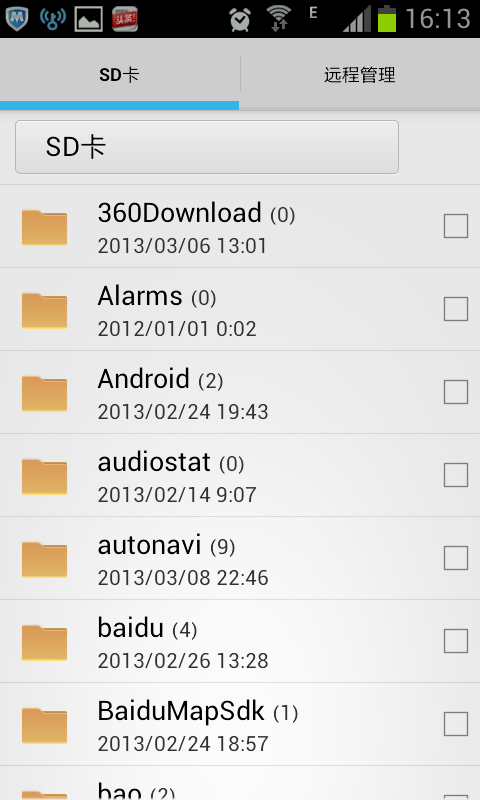 头条!
E
16:13
SD卡
远程管理
SD卡
360Download (0)
2013/03/06 13:01
Alarms (0)
2012/01/01 0:02
Android (2)
2013/02/24 19:43
audiostat (0)
2013/02/14 9:07
autonavi (9)
2013/03/08 22:46
baidu (4)
2013/02/26 13:28
BaiduMapSdk (1)
2013/02/24 18:57
bao (2)